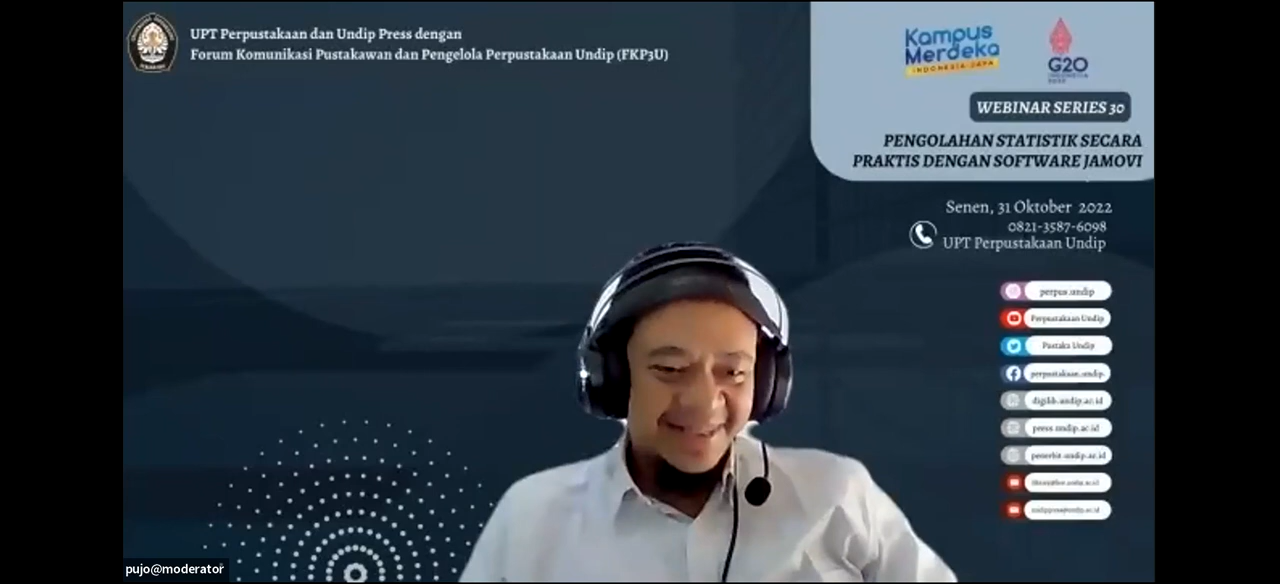 UPT Perpustakaan dan Undip Press dengan
Forum Komunikasi Pustakawan dan Pengelola Perpustakaan Undip (FKP3U)
Kampus
Merdeka
INDONESIA JAYA
G20
INDONESIA
2022
WEBINAR SERIES 30
PENGOLAHAN STATISTIK SECARA
PRAKTIS DENGAN SOFTWARE JAMOVI
Senen, 31 Oktober 2022
0821-3587-6098
UPT Perpustakaan Undip
perpus.undip
Perpustakaan Undip
Pustaka Undip
perpustakaan.undip
digilib.undip.ac.id
press.undip.ac.id
penerbit.undip.ac.id
pujo@moderator